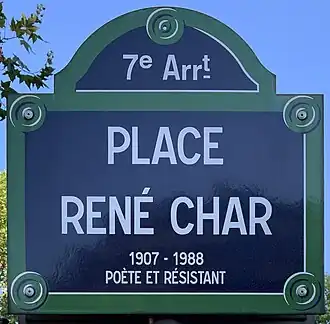 7e Arrt
PLACE
RENÉ CHAR
1907 - 1988
POÈTE ET RÉSISTANT